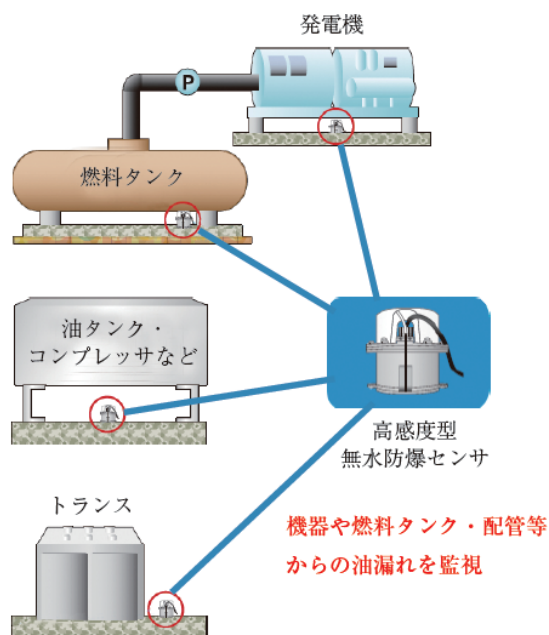 発電機
P
燃料タンク
油タンク・
コンプレッサなど
高感度型
無水防爆センサ
トランス
機器や燃料タンク・配管等
からの油漏れを監視